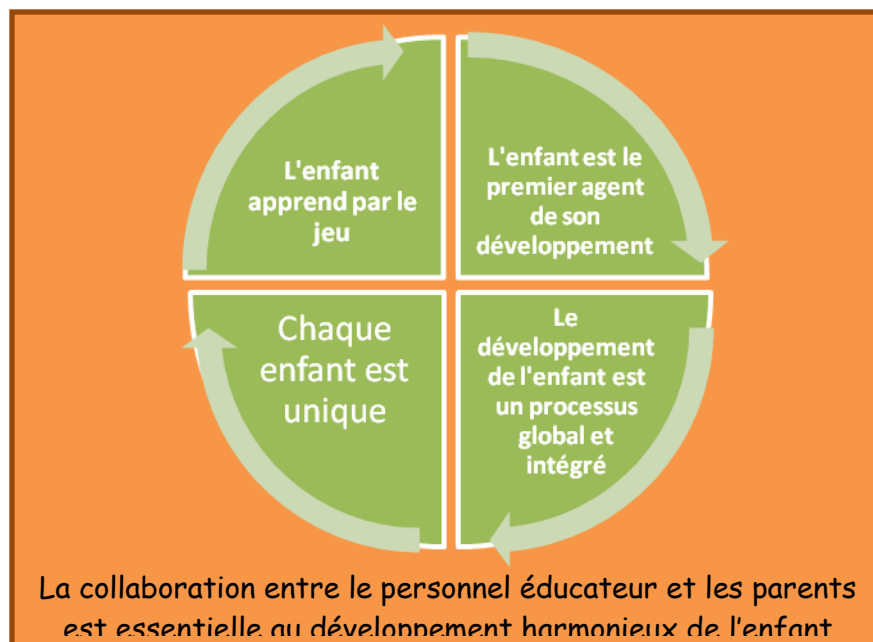 L'enfant
apprend par le
jeu
L'enfant est le
premier agent
de son
développement
Chaque
enfant est
unique
Le
développement
de l'enfant est
un processus
global et
intégré
La collaboration entre le personnel éducateur et les parents
est essentielle au développement harmonieux de l'enfant